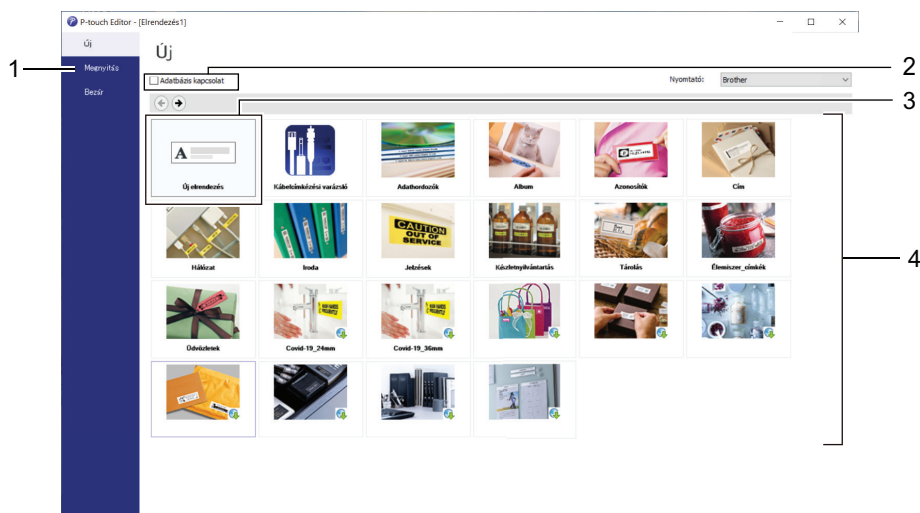 P-touch Editor - [Elrendezés1]
Új
Megnyitás
Bezár
Új
Adatbázis kapcsolat
Nyomtató:
Brother
1
2
3
4
A
Új elrendezés
Kábelcímkézési varázsló
Adathordozók
Album
Azonosítók
Cím
Hálózat
Iroda
CAUTION
OUT OF
SERVICE
Jelzések
Készletnyilvántartás
Tárolás
Élemiszer_cimkék
Üdvözletek
Covid-19_24mm
Covid-19_36mm